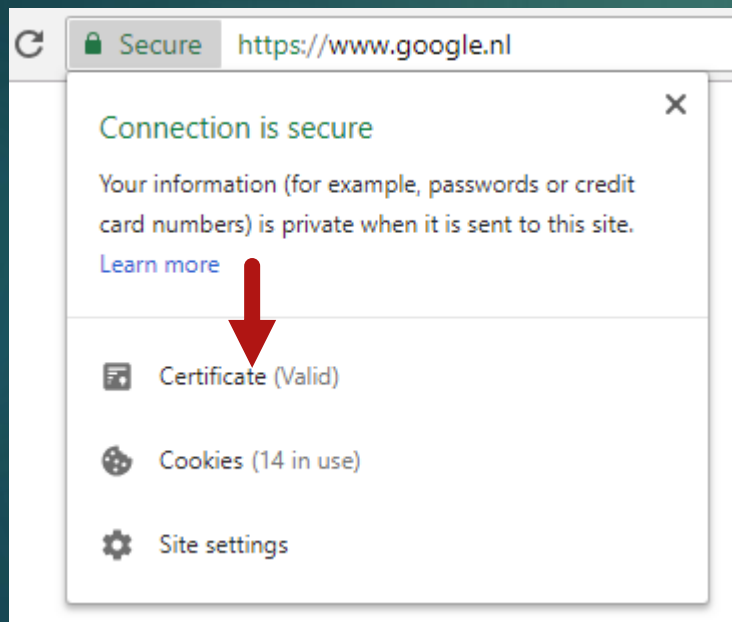 Secure https://www.google.nl
Connection is secure
Your information (for example, passwords or credit
card numbers) is private when it is sent to this site.
Learn more
Certificate (Valid)
Cookies (14 in use)
Site settings